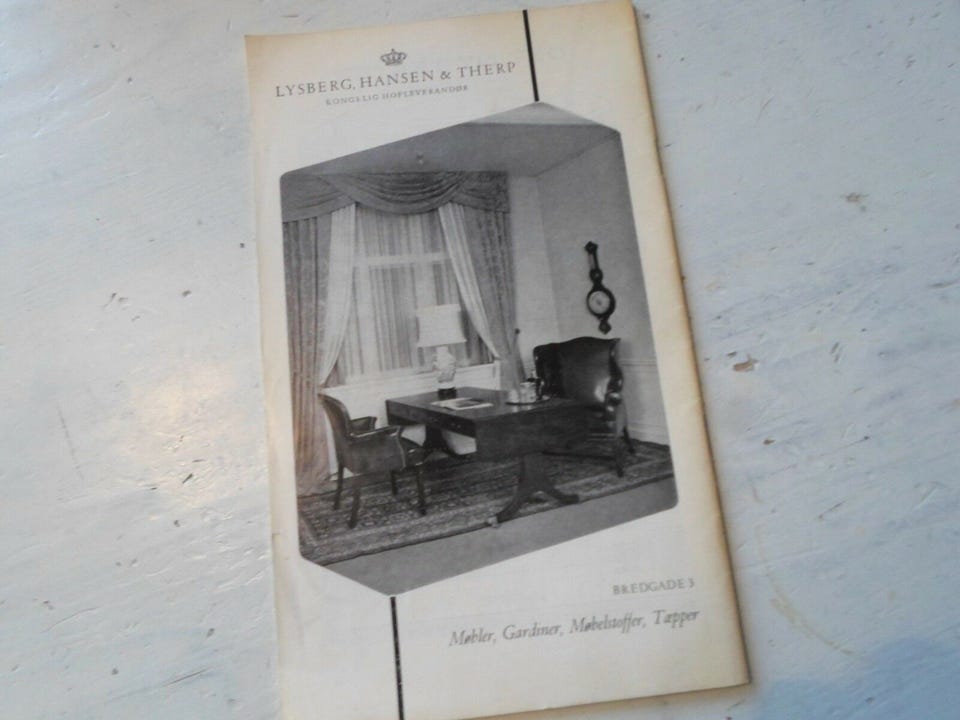 LYSBERG, HANSEN & THERP
KONGELIG HOFLEVERANDØR
BREDGADE 3
Møbler, Gardiner, Møbelstoffer, Tæpper